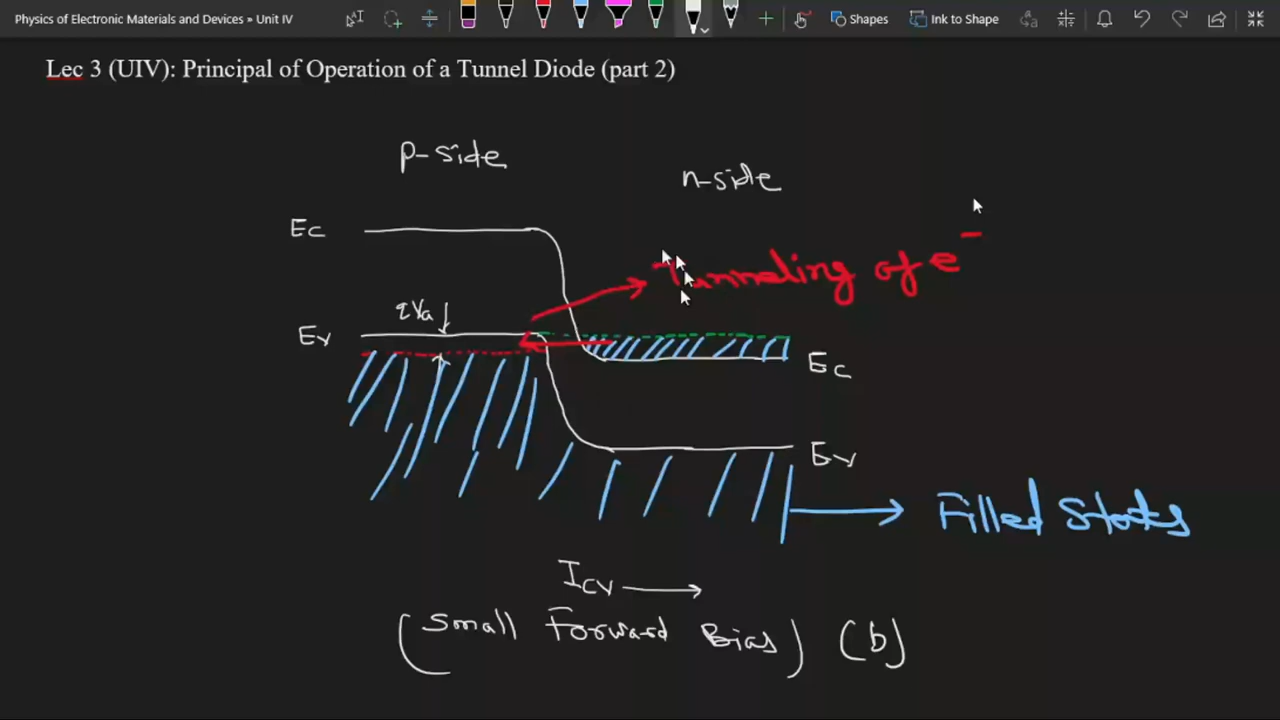 Physics of Electronic Materials and Devices » Unit IV
Shapes
Ink to Shape
Lec 3 (UIV): Principal of Operation of a Tunnel Diode (part 2)
p-side
n-side
Ec
Tunneling of e⁻
qVa
Ev
Ec
Ev
Filled States
Icv
(Small Forward Bias) (b)